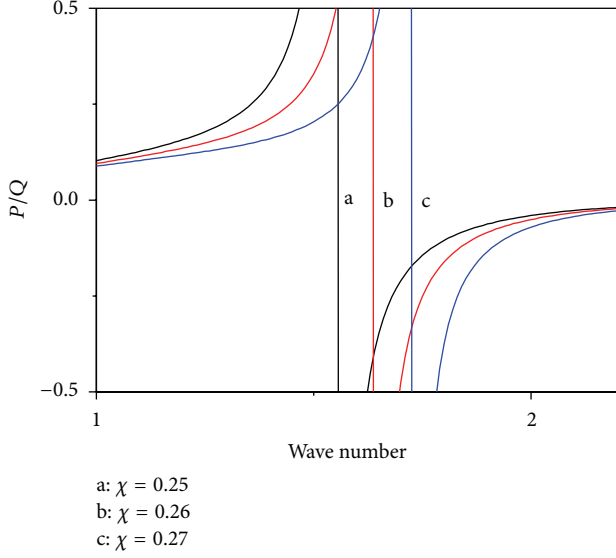 0.5
P/Q
0.0
a
b
c
−0.5
1
2
Wave number
a: χ = 0.25
b: χ = 0.26
c: χ = 0.27